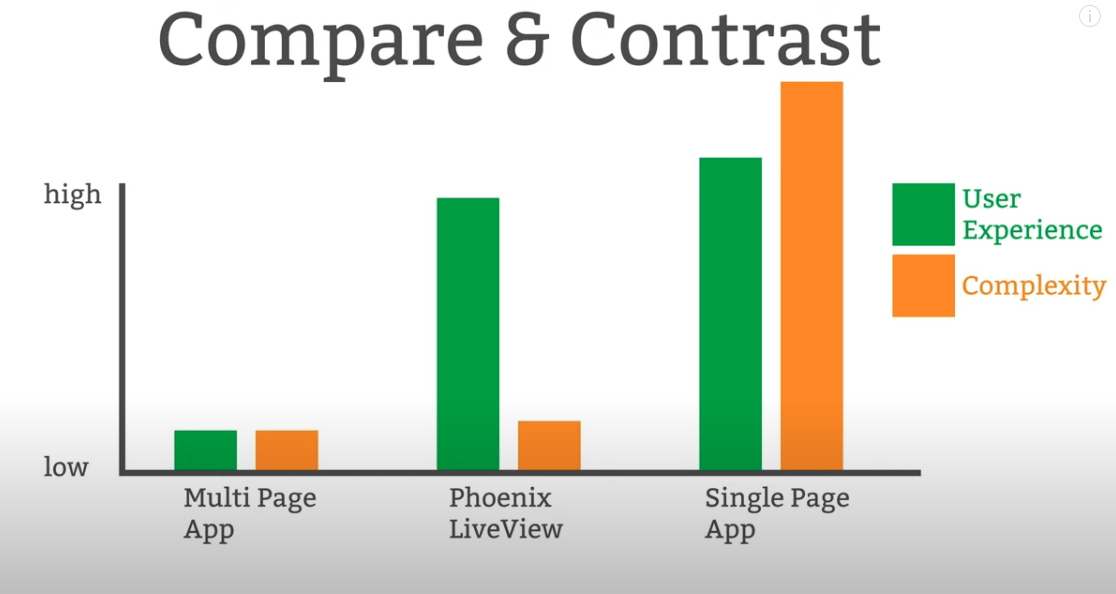 Compare & Contrast
high
low
User
Experience
Complexity
Multi Page
App
Phoenix
LiveView
Single Page
App